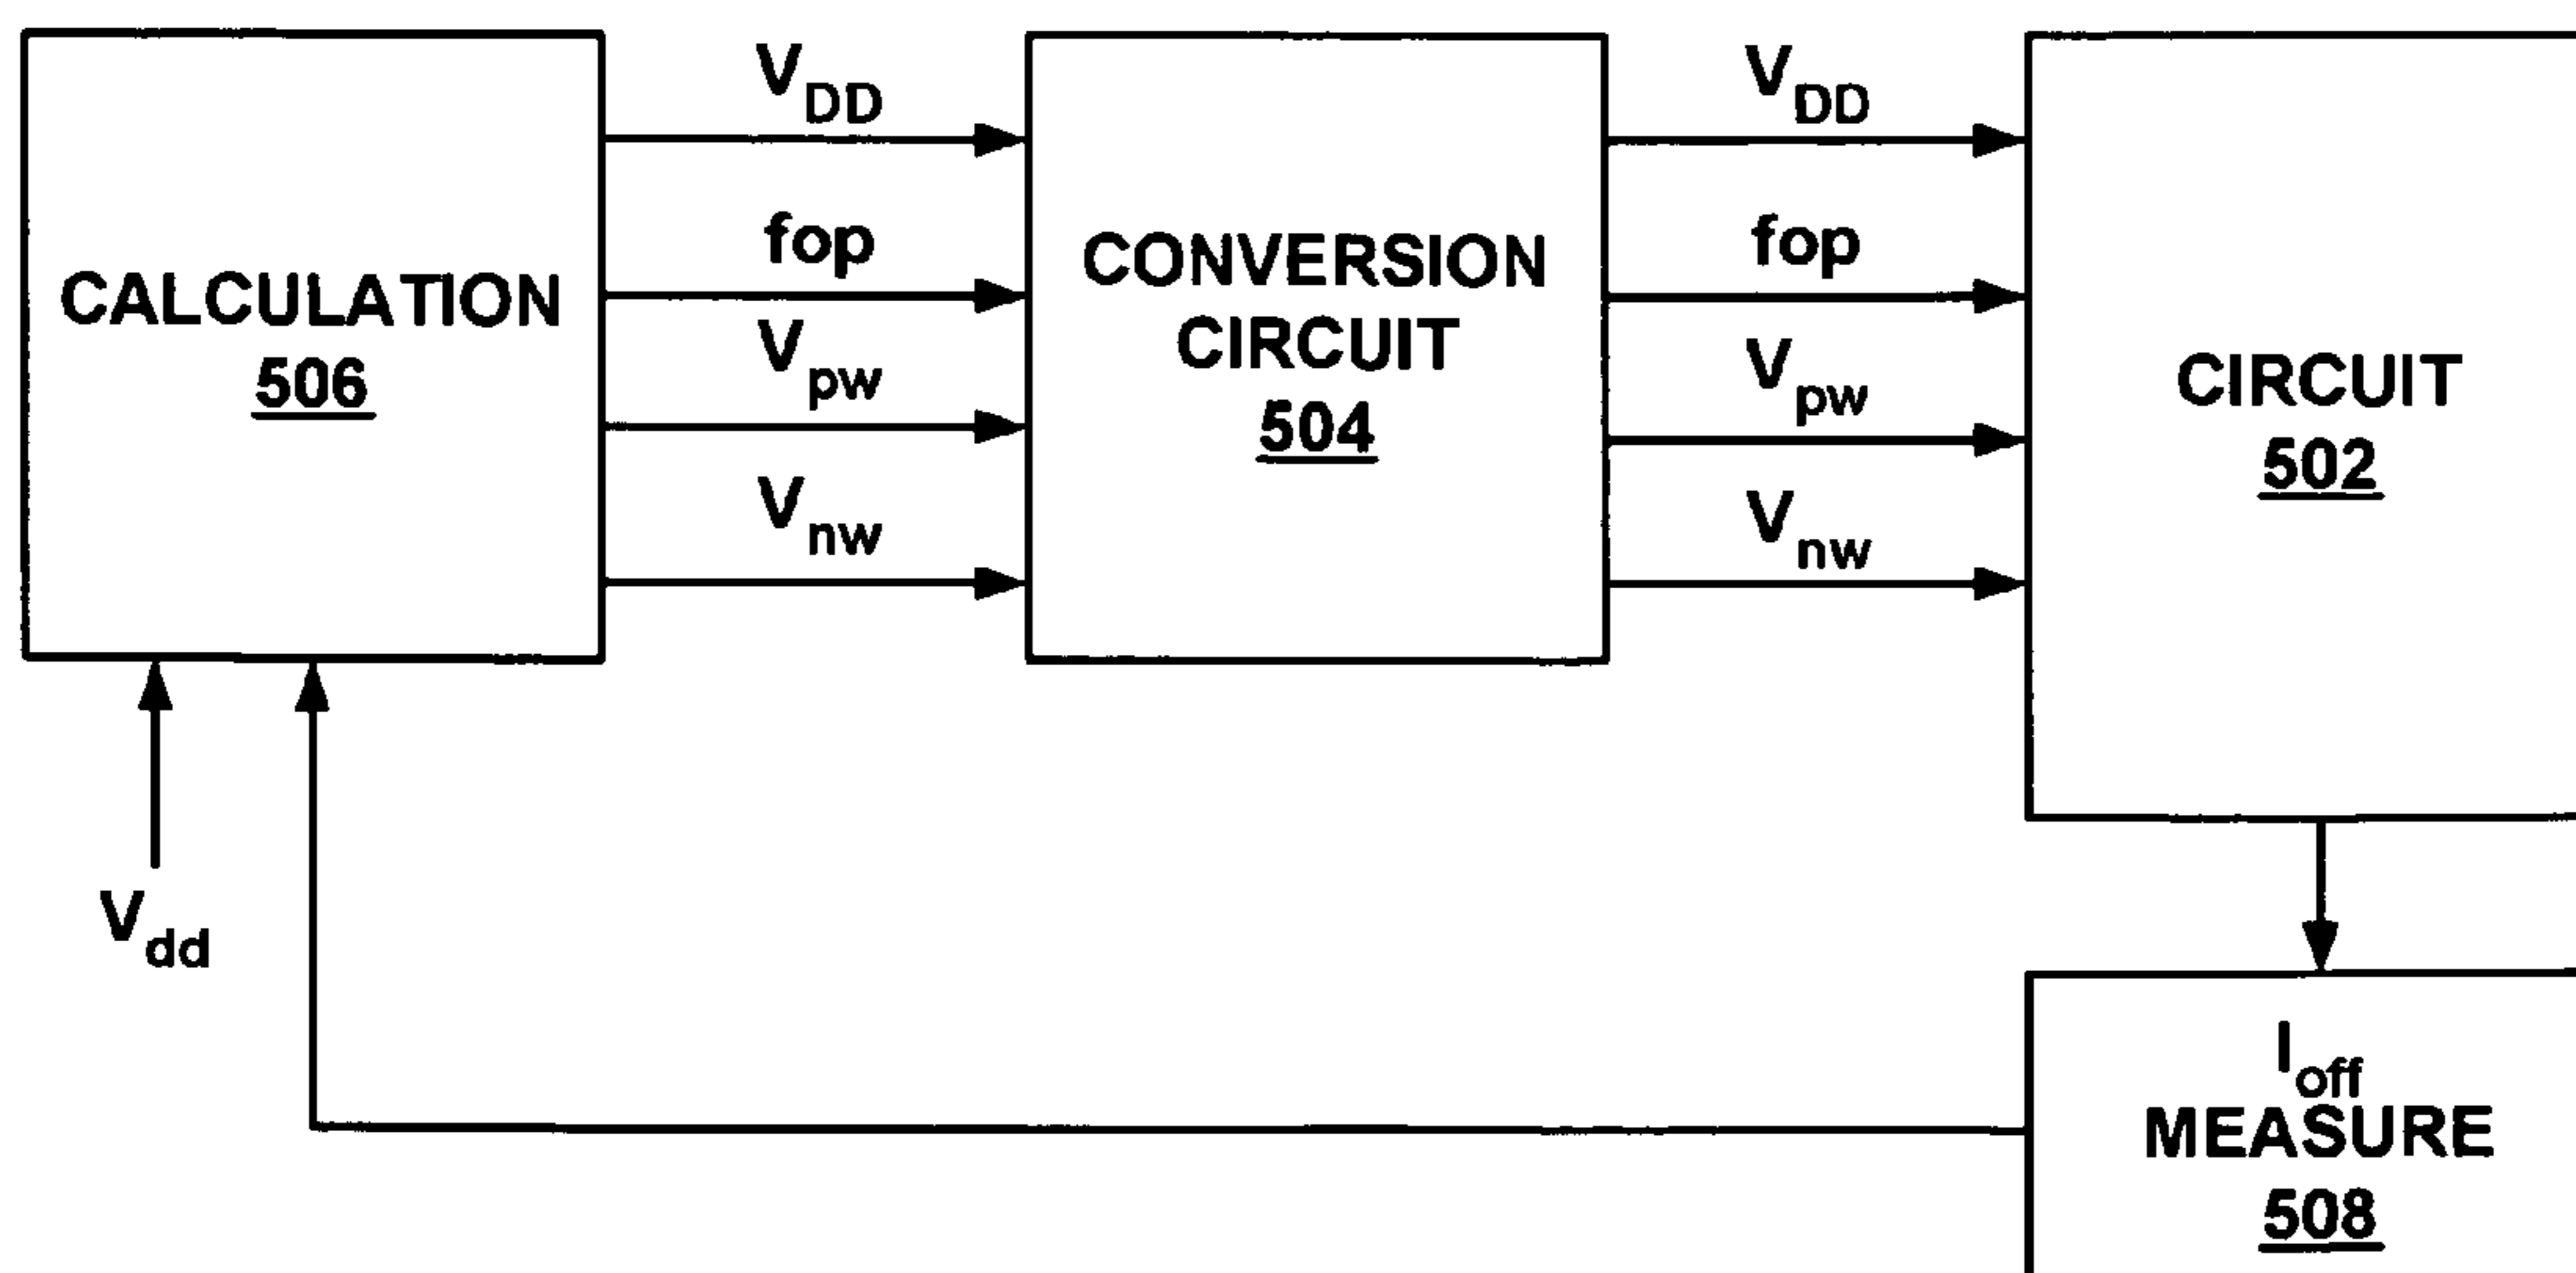 CALCULATION
506
V_DD
fop
V_pw
V_nw
CONVERSION
CIRCUIT
504
V_DD
fop
V_pw
V_nw
CIRCUIT
502
V_dd
I_off
MEASURE
508